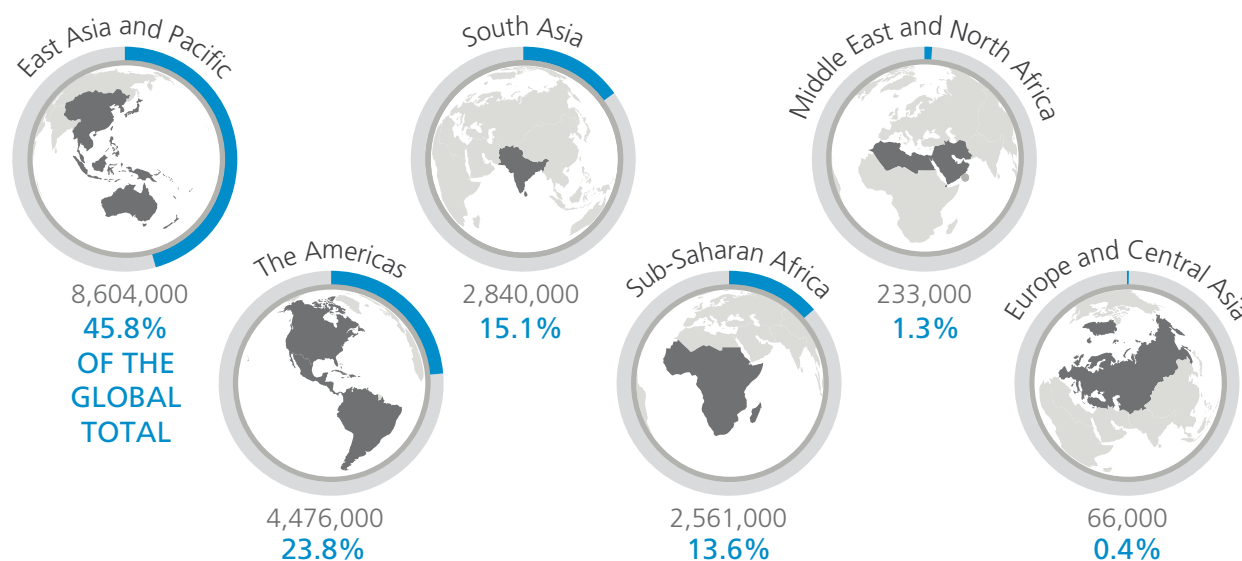 East Asia and Pacific
8,604,000
45.8%
OF THE
GLOBAL
TOTAL
The Americas
4,476,000
23.8%
South Asia
2,840,000
15.1%
Sub-Saharan Africa
2,561,000
13.6%
Middle East and North Africa
233,000
1.3%
Europe and Central Asia
66,000
0.4%